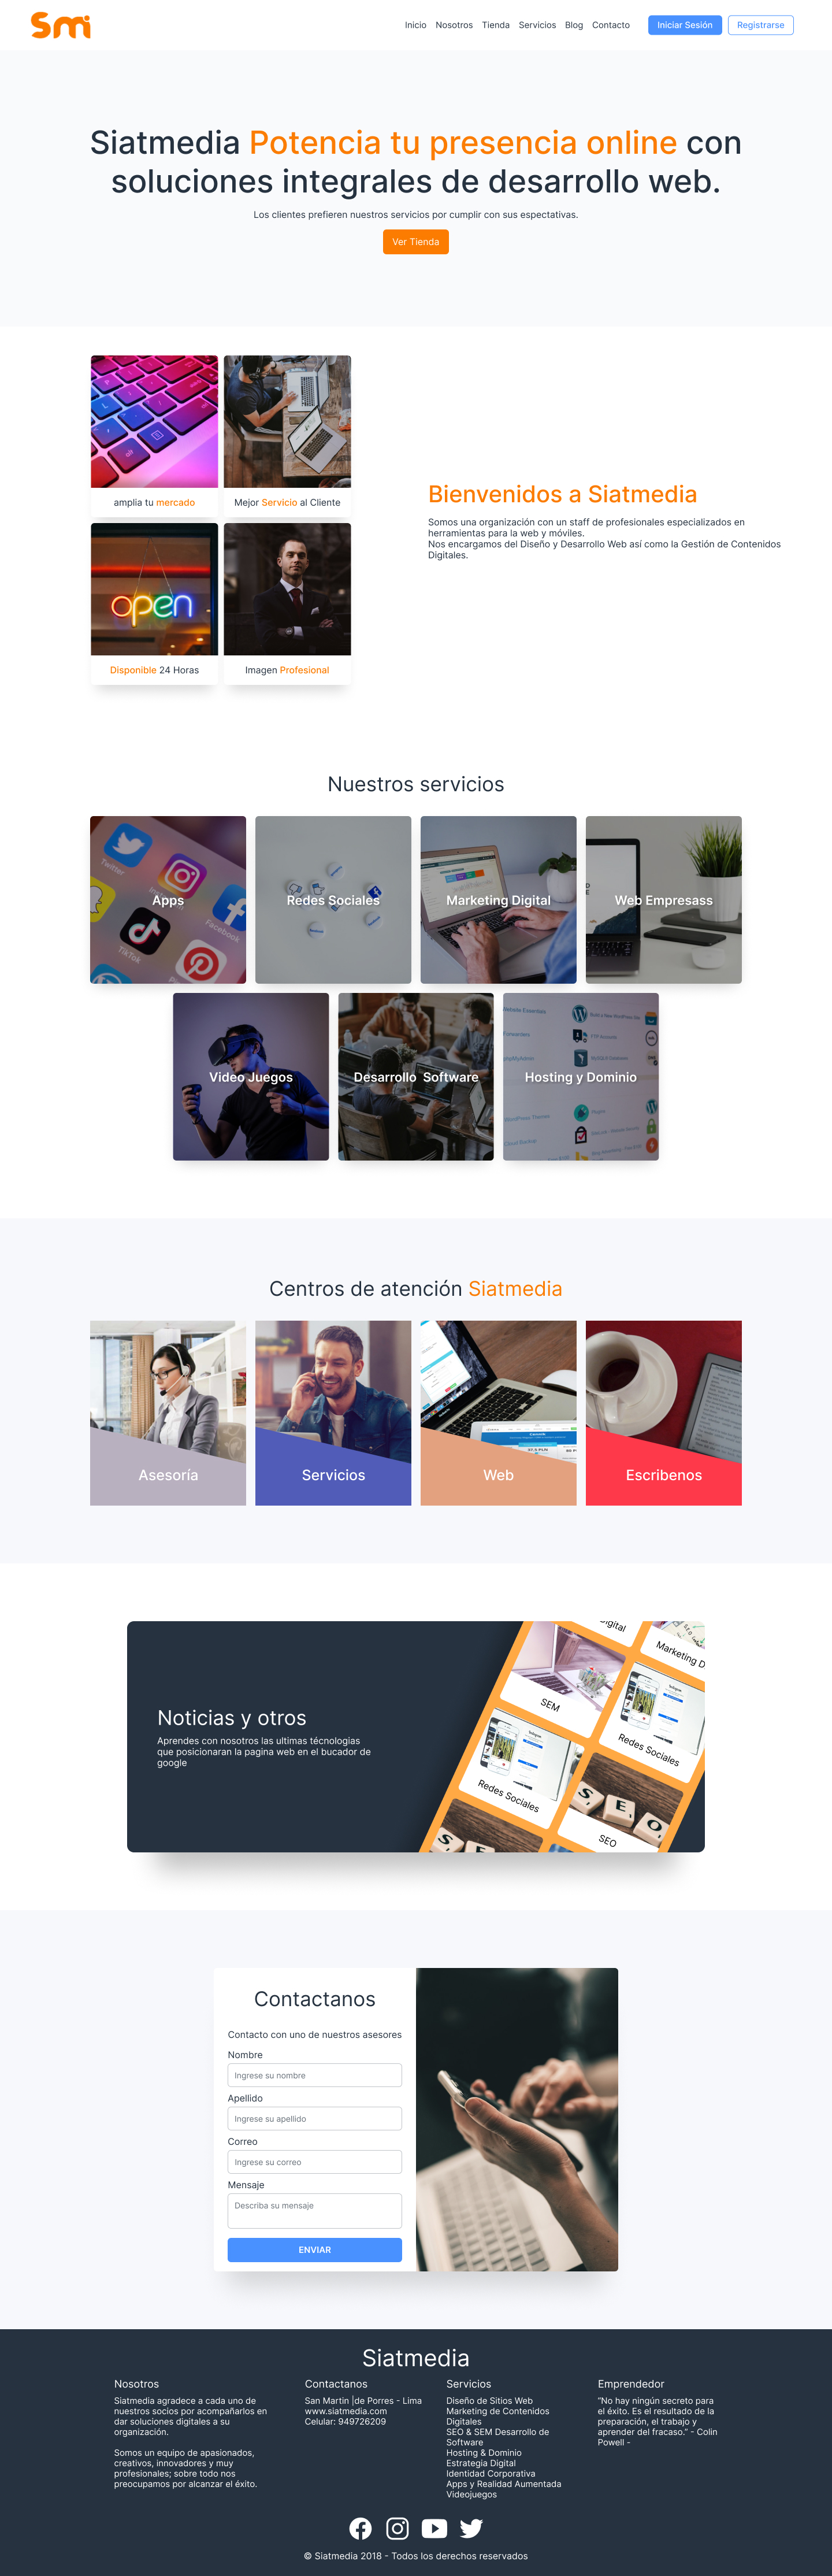 Smi
Inicio Nosotros Tienda Servicios Blog Contacto Iniciar Sesión Registrarse
Siatmedia Potencia tu presencia online con
soluciones integrales de desarrollo web.
Los clientes prefieren nuestros servicios por cumplir con sus espectativas.
Ver Tienda
amplia tu mercado
Mejor Servicio al Cliente
open
Disponible 24 Horas
Imagen Profesional
Bienvenidos a Siatmedia
Somos una organización con un staff de profesionales especializados en
herramientas para la web y móviles.
Nos encargamos del Diseño y Desarrollo Web así como la Gestión de Contenidos
Digitales.
Nuestros servicios
Twitter
Facebook
TikTok
Apps
Redes Sociales
Marketing Digital
Web Empresass
Video Juegos
Desarrollo Software
Hosting y Dominio
Centros de atención Siatmedia
Asesoría
Servicios
Web
Escribenos
Noticias y otros
Aprendes con nosotros las ultimas técnologias
que posicionaran la pagina web en el bucador de
google
Marketing D
SEM
Redes Sociales
Redes Sociales
SEO
SEO
Contactanos
Contacto con uno de nuestros asesores
Nombre
Ingrese su nombre
Apellido
Ingrese su apellido
Correo
Ingrese su correo
Mensaje
Describa su mensaje
ENVIAR
Siatmedia
Nosotros
Siatmedia agradece a cada uno de
nuestros socios por acompañarlos en
dar soluciones digitales a su
organización.
Somos un equipo de apasionados,
creativos, innovadores y muy
profesionales; sobre todo nos
preocupamos por alcanzar el éxito.
Contactanos
San Martin |de Porres - Lima
www.siatmedia.com
Celular: 949726209
Servicios
Diseño de Sitios Web
Marketing de Contenidos
Digitales
SEO & SEM Desarrollo de
Software
Hosting & Dominio
Estrategia Digital
Identidad Corporativa
Apps y Realidad Aumentada
Videojuegos
Emprendedor
"No hay ningún secreto para
el éxito. Es el resultado de la
preparación, el trabajo y
aprender del fracaso." - Colin
Powell -
© Siatmedia 2018 - Todos los derechos reservados